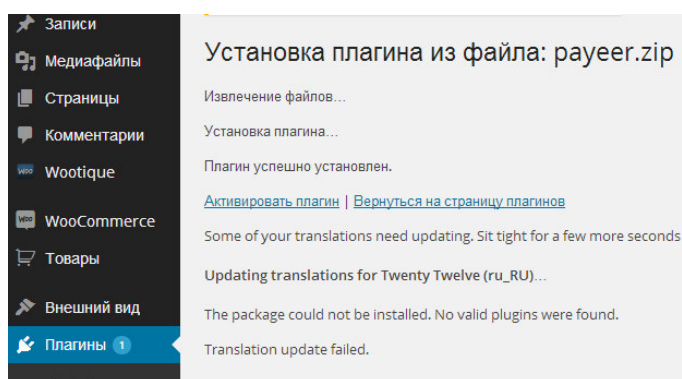 Записи
Медиафайлы
Страницы
Комментарии
Woo Wootique
Woo WooCommerce
Товары
Внешний вид
Плагины 1
Установка плагина из файла: payeer.zip
Извлечение файлов…
Установка плагина…
Плагин успешно установлен.
Активировать плагин | Вернуться на страницу плагинов
Some of your translations need updating. Sit tight for a few more seconds
Updating translations for Twenty Twelve (ru_RU)…
The package could not be installed. No valid plugins were found.
Translation update failed.